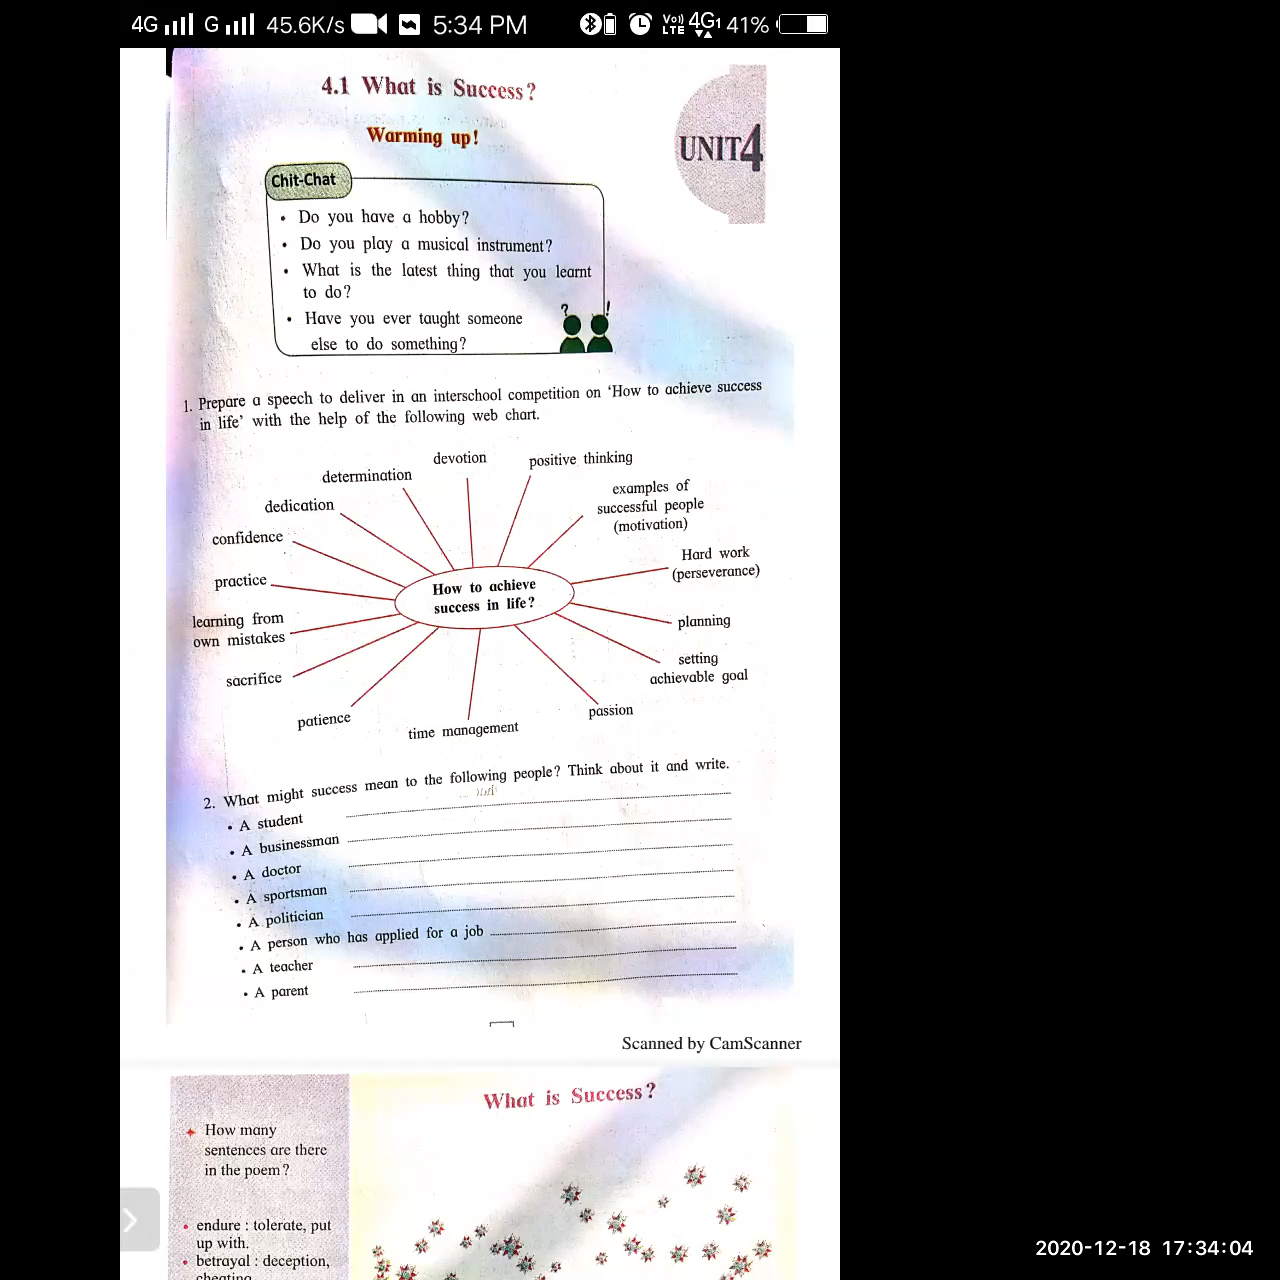 4G G 45.6K/s 5:34 PM Vo)) LTE 4G1 41%
4.1 What is Success?
UNIT4
Warming up!
Chit-Chat
• Do you have a hobby?
• Do you play a musical instrument?
• What is the latest thing that you learnt
to do?
• Have you ever taught someone
else to do something?
? !
1. Prepare a speech to deliver in an interschool competition on ‘How to achieve success
in life’ with the help of the following web chart.
devotion
positive thinking
determination
examples of
successful people
(motivation)
dedication
confidence
Hard work
(perseverance)
practice
How to achieve
success in life?
learning from
own mistakes
planning
setting
achievable goal
sacrifice
passion
patience
time management
2. What might success mean to the following people? Think about it and write.
• A student
• A businessman
• A doctor
• A sportsman
• A politician
• A person who has applied for a job
• A teacher
• A parent
Scanned by CamScanner
What is Success?
How many
sentences are there
in the poem?
• endure : tolerate, put
up with.
• betrayal : deception,
cheating
2020-12-18 17:34:04